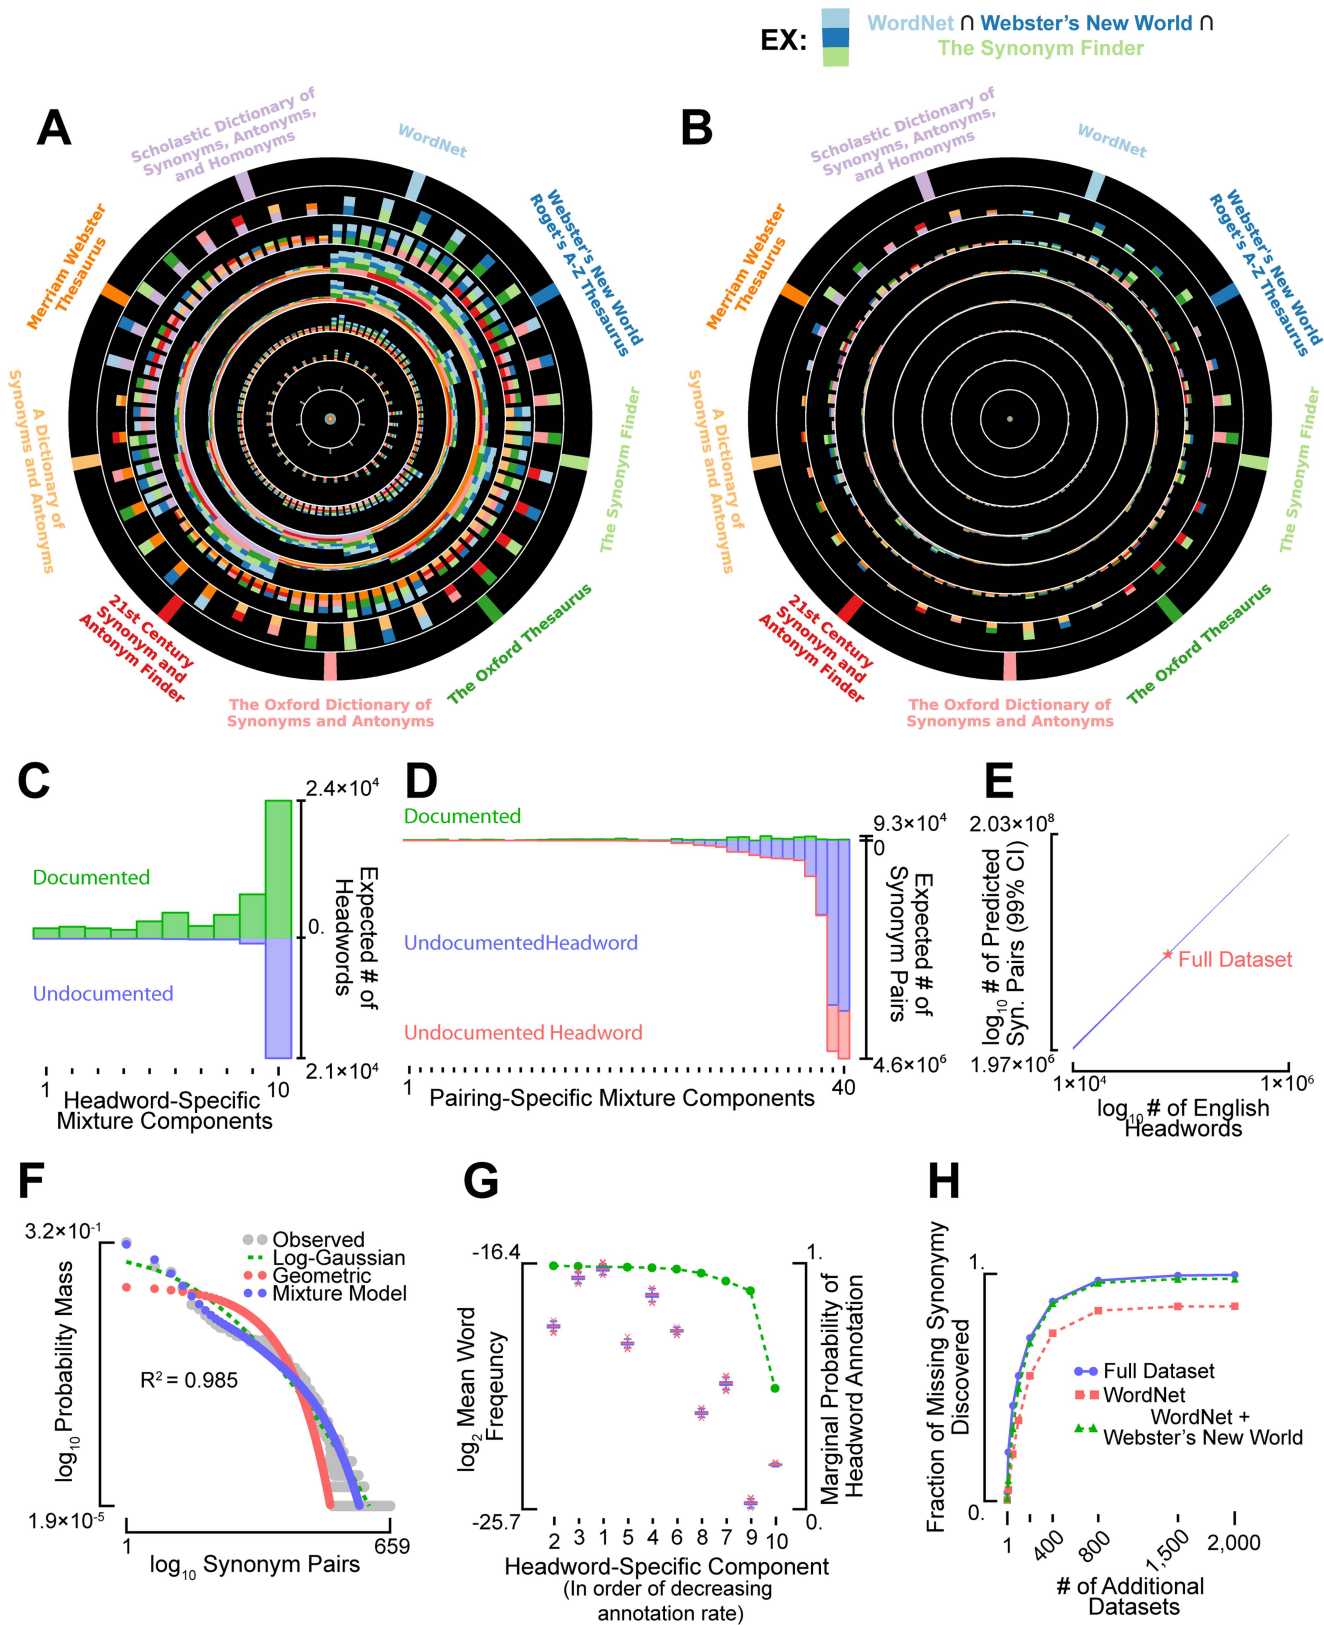 EX:
WordNet ∩ Webster's New World ∩
The Synonym Finder
A
Scholastic Dictionary of
Synonyms, Antonyms,
and Homonyms
WordNet
Webster's New World
Roget's A-Z Thesaurus
The Synonym Finder
The Oxford Thesaurus
The Oxford Dictionary of
Synonyms and Antonyms
21st Century
Synonym and
Antonym Finder
A Dictionary of
Synonyms and Antonyms
Merriam Webster
Thesaurus
B
Scholastic Dictionary of
Synonyms, Antonyms,
and Homonyms
WordNet
Webster's New World
Roget's A-Z Thesaurus
The Synonym Finder
The Oxford Thesaurus
The Oxford Dictionary of
Synonyms and Antonyms
21st Century
Synonym and
Antonym Finder
A Dictionary of
Synonyms and Antonyms
Merriam Webster
Thesaurus
C
2.4×10⁴
Documented
0.
Undocumented
2.1×10⁴
Expected # of
Headwords
1
10
Headword-Specific
Mixture Components
D
Documented
9.3×10⁴
0
UndocumentedHeadword
Undocumented Headword
4.6×10⁶
Expected # of
Synonym Pairs
1
40
Pairing-Specific Mixture Components
E
2.03×10⁸
log₁₀ # of Predicted
Syn. Pairs (99% CI)
Full Dataset
1.97×10⁶
1×10⁴
1×10⁶
log₁₀ # of English
Headwords
F
3.2×10⁻¹
Observed
Log-Gaussian
Geometric
Mixture Model
R² = 0.985
log₁₀ Probability Mass
1.9×10⁻⁵
1
659
log₁₀ Synonym Pairs
G
-16.4
1.
log₂ Mean Word
Freqeuncy
Marginal Probability of
Headword Annotation
-25.7
0.
2 3 1 5 4 6 8 7 9 10
Headword-Specific Component
(In order of decreasing
annotation rate)
H
1.
Fraction of Missing Synonymy
Discovered
Full Dataset
WordNet
WordNet +
Webster's New World
0.
1
400
800
1,500
2,000
# of Additional
Datasets